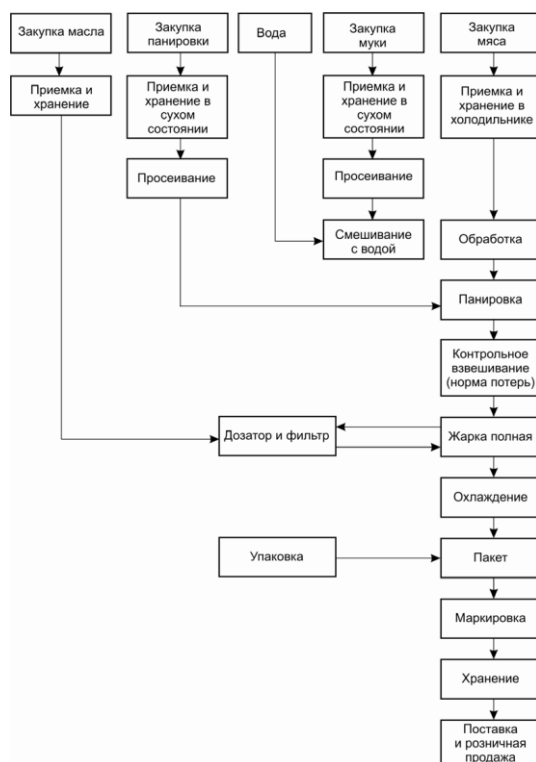 Закупка масла
Закупка
панировки
Вода
Закупка
муки
Закупка
мяса
Приемка и
хранение
Приемка и
хранение в
сухом
состоянии
Приемка и
хранение в
сухом
состоянии
Приемка и
хранение в
холодильнике
Просеивание
Просеивание
Смешивание
с водой
Обработка
Панировка
Контрольное
взвешивание
(норма потерь)
Дозатор и фильтр
Жарка полная
Охлаждение
Упаковка
Пакет
Маркировка
Хранение
Поставка
и розничная
продажа